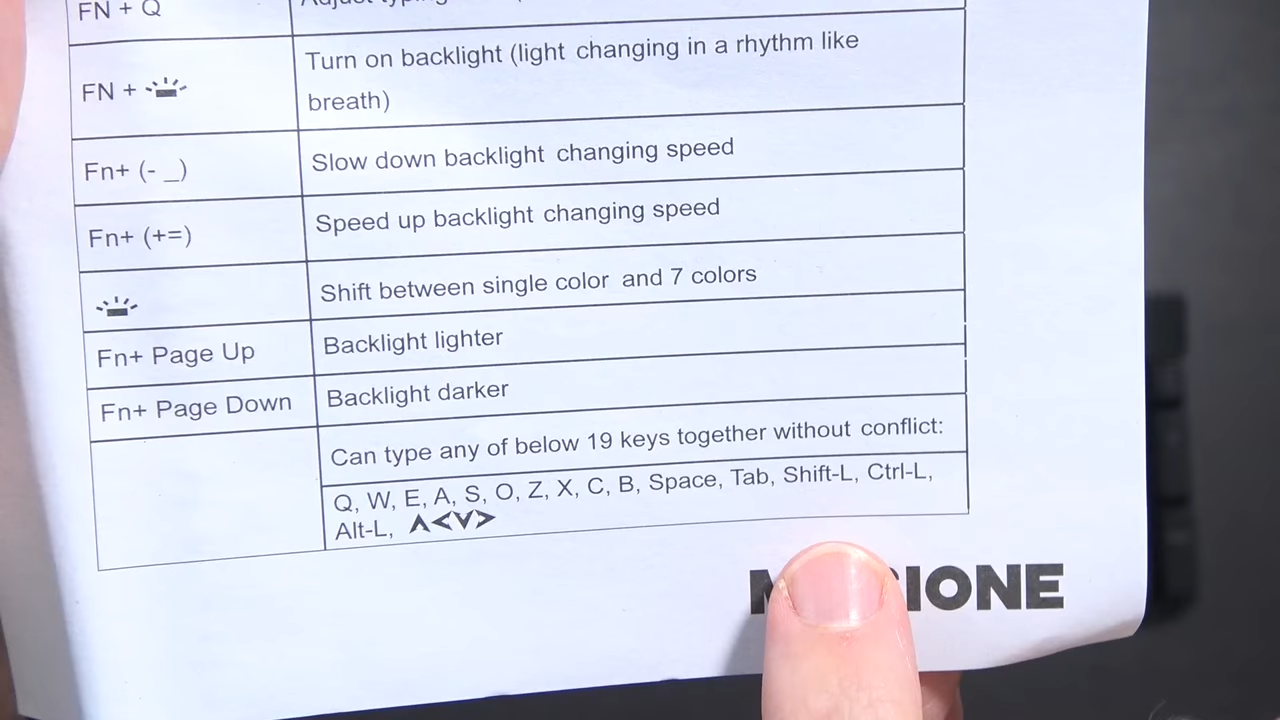 FN + Q
FN +
Turn on backlight (light changing in a rhythm like
breath)
Fn+ (- _)
Slow down backlight changing speed
Fn+ (+=)
Speed up backlight changing speed
Shift between single color and 7 colors
Fn+ Page Up
Backlight lighter
Fn+ Page Down
Backlight darker
Can type any of below 19 keys together without conflict:
Q, W, E, A, S, O, Z, X, C, B, Space, Tab, Shift-L, Ctrl-L,
Alt-L, ∧<∨>